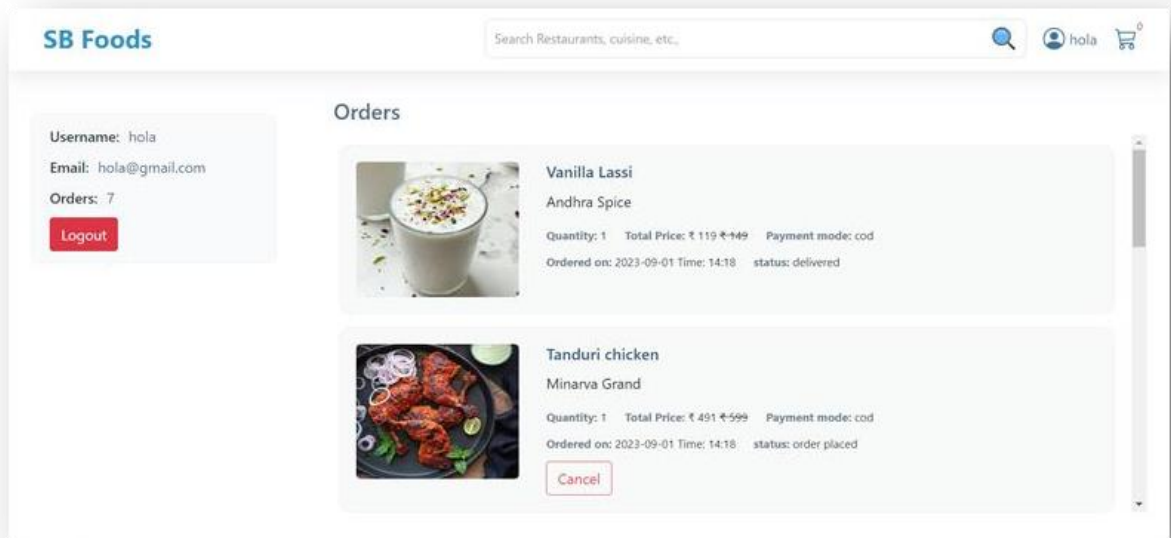 SB Foods
Search Restaurants, cuisine, etc.,
hola
0
Username: hola
Email: hola@gmail.com
Orders: 7
Logout
Orders
Vanilla Lassi
Andhra Spice
Quantity: 1 Total Price: ₹ 119 ₹ 149 Payment mode: cod
Ordered on: 2023-09-01 Time: 14:18 status: delivered
Tanduri chicken
Minarva Grand
Quantity: 1 Total Price: ₹ 491 ₹ 599 Payment mode: cod
Ordered on: 2023-09-01 Time: 14:18 status: order placed
Cancel